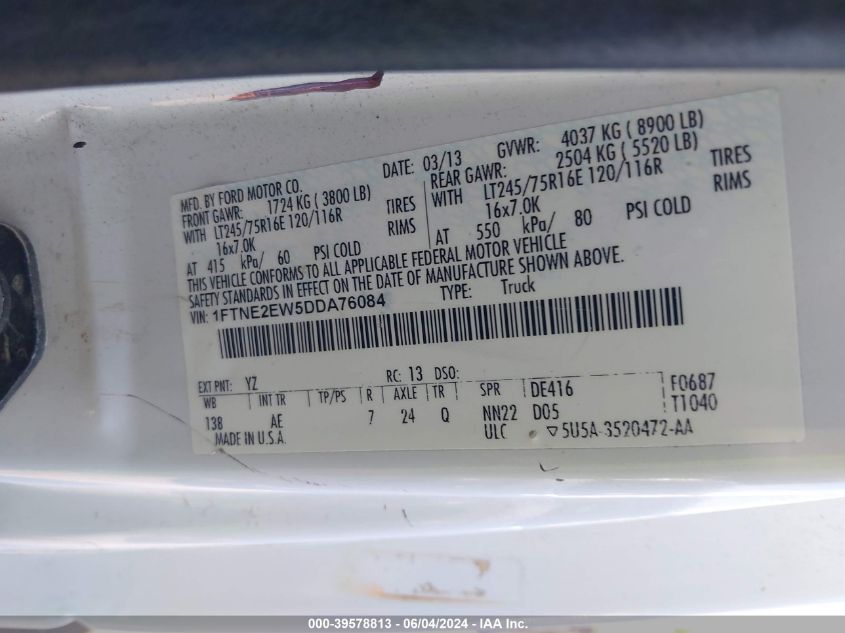 MFD. BY FORD MOTOR CO.
DATE: 03/13
GVWR: 4037 KG ( 8900 LB)
FRONT GAWR: 1724 KG ( 3800 LB)
REAR GAWR: 2504 KG ( 5520 LB)
WITH LT245/75R16E 120/116R TIRES
WITH LT245/75R16E 120/116R TIRES
16x7.0K RIMS
16x7.0K RIMS
AT 415 kPa/ 60 PSI COLD
AT 550 kPa/ 80 PSI COLD
THIS VEHICLE CONFORMS TO ALL APPLICABLE FEDERAL MOTOR VEHICLE
SAFETY STANDARDS IN EFFECT ON THE DATE OF MANUFACTURE SHOWN ABOVE.
VIN: 1FTNE2EW5DDA76084 TYPE: Truck
EXT PNT: YZ RC: 13 DSO:
WB INT TR TP/PS R AXLE TR SPR DE416 F0687
138 AE 7 24 Q NN22 D05 T1040
MADE IN U.S.A. ULC ▽5U5A-3520472-AA
000-39578813 - 06/04/2024 - IAA Inc.